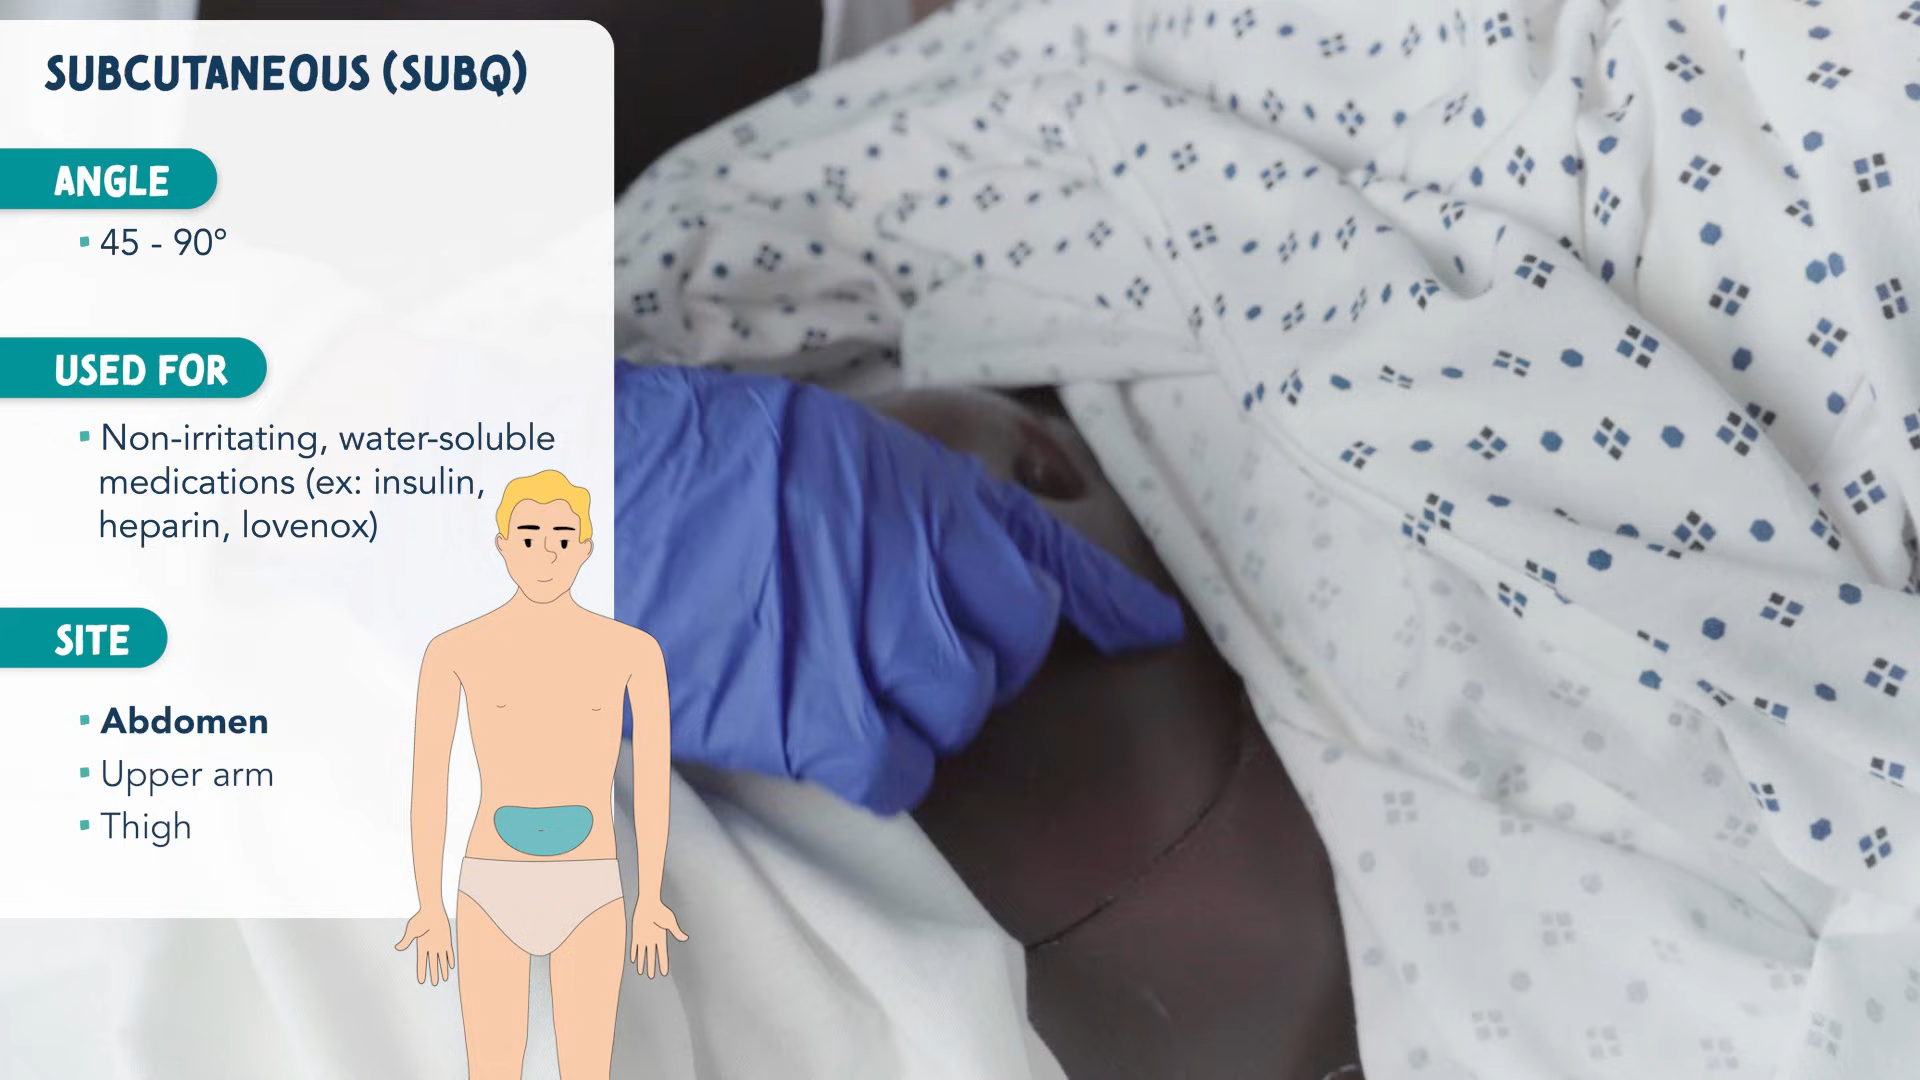 SUBCUTANEOUS (SUBQ)
ANGLE
▪ 45 - 90°
USED FOR
▪ Non-irritating, water-soluble
medications (ex: insulin,
heparin, lovenox)
SITE
▪ Abdomen
▪ Upper arm
▪ Thigh